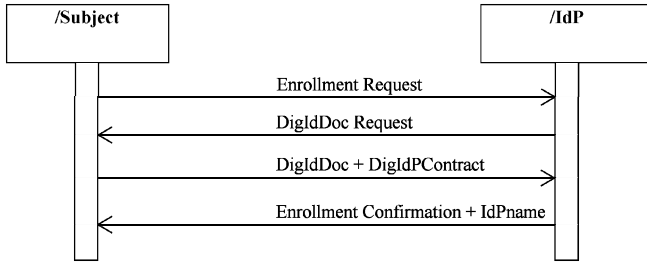 /Subject
/IdP
Enrollment Request
DigIdDoc Request
DigIdDoc + DigIdPContract
Enrollment Confirmation + IdPname